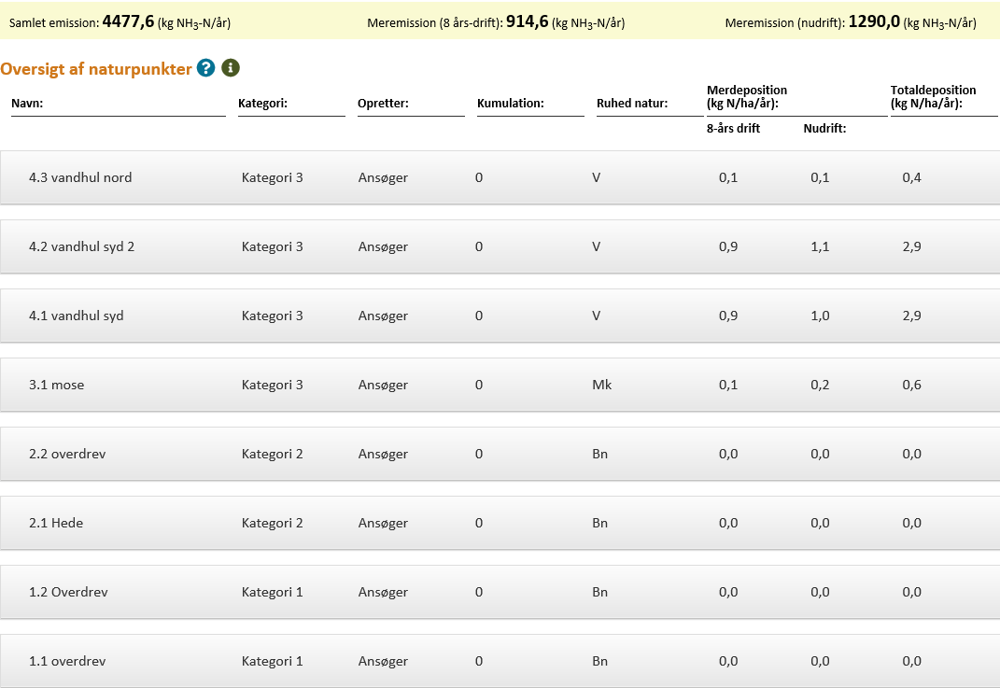 Samlet emission: 4477,6 (kg NH3-N/år) Meremission (8 års-drift): 914,6 (kg NH3-N/år) Meremission (nudrift): 1290,0 (kg NH3-N/år)
Oversigt af naturpunkter ? i
Navn: Kategori: Opretter: Kumulation: Ruhed natur: Merdeposition (kg N/ha/år): Totaldeposition (kg N/ha/år):
8-års drift Nudrift:
4.3 vandhul nord Kategori 3 Ansøger 0 V 0,1 0,1 0,4
4.2 vandhul syd 2 Kategori 3 Ansøger 0 V 0,9 1,1 2,9
4.1 vandhul syd Kategori 3 Ansøger 0 V 0,9 1,0 2,9
3.1 mose Kategori 3 Ansøger 0 Mk 0,1 0,2 0,6
2.2 overdrev Kategori 2 Ansøger 0 Bn 0,0 0,0 0,0
2.1 Hede Kategori 2 Ansøger 0 Bn 0,0 0,0 0,0
1.2 Overdrev Kategori 1 Ansøger 0 Bn 0,0 0,0 0,0
1.1 overdrev Kategori 1 Ansøger 0 Bn 0,0 0,0 0,0